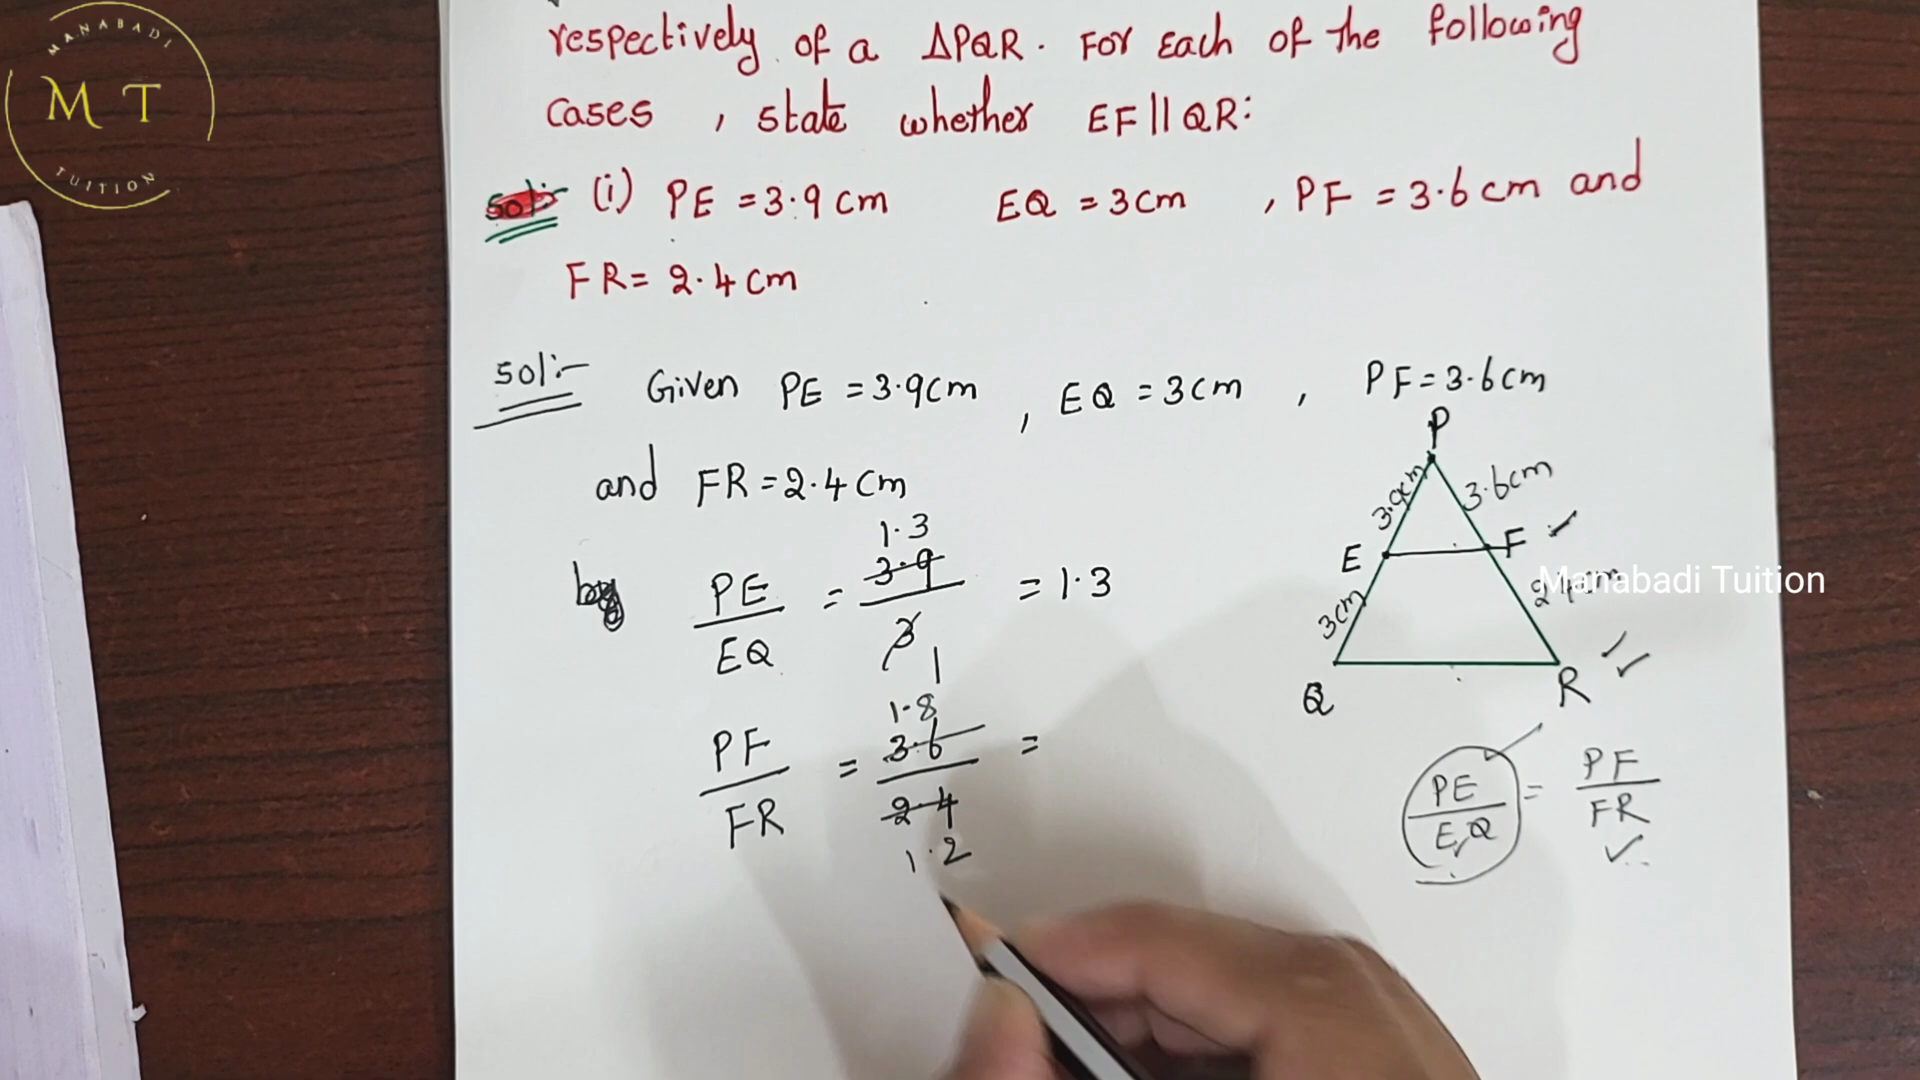 MANABADI
M T
TUITION
respectively of a ΔPQR. For Each of the following
Cases, state whether EF||QR:
Sol:- (i) PE = 3.9 cm EQ = 3cm , PF = 3.6 cm and
FR = 2.4 cm
Sol:- Given PE = 3.9cm , EQ = 3cm , PF = 3.6cm
and FR = 2.4 cm
P
3.9cm 3.6cm
E F
3cm
Manabadi Tuition
Q R
1.3
PE/EQ = 3.9/3 = 1.3
1
1.8
PF/FR = 3.6/2.4 =
1.2
PE/EQ = PF/FR